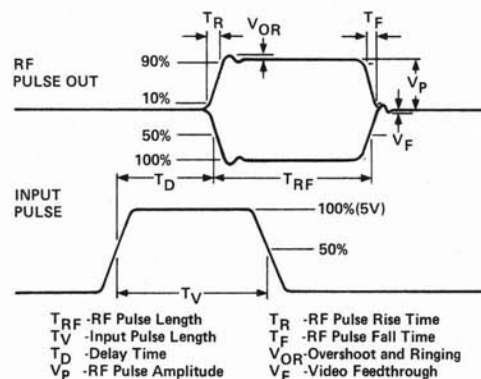 T_R
V_OR
T_F
RF
PULSE OUT
90%
10%
50%
100%
V_P
V_F
T_D
T_RF
INPUT
PULSE
100%(5V)
50%
T_V
T_RF -RF Pulse Length
T_V -Input Pulse Length
T_D -Delay Time
V_P -RF Pulse Amplitude
T_R -RF Pulse Rise Time
T_F -RF Pulse Fall Time
V_OR-Overshoot and Ringing
V_F -Video Feedthrough